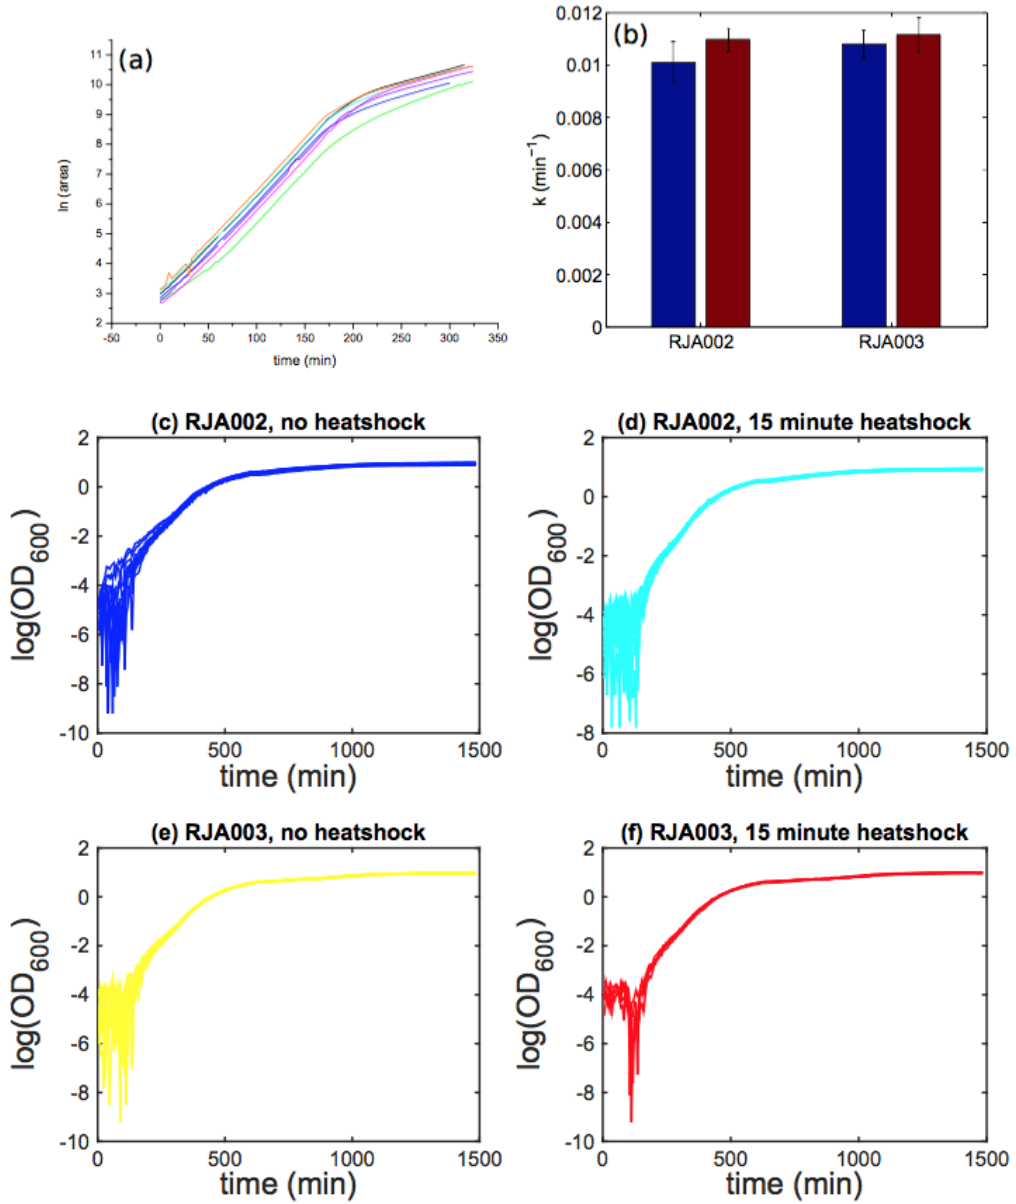 (a)
11
10
9
8
7
6
5
4
3
2
ln (area)
-50 0 50 100 150 200 250 300 350
time (min)
(b)
0.012
0.01
0.008
0.006
0.004
0.002
0
k (min⁻¹)
RJA002 RJA003
(c) RJA002, no heatshock
2
0
-2
-4
-6
-8
-10
log(OD600)
0 500 1000 1500
time (min)
(d) RJA002, 15 minute heatshock
2
0
-2
-4
-6
-8
log(OD600)
0 500 1000 1500
time (min)
(e) RJA003, no heatshock
2
0
-2
-4
-6
-8
-10
log(OD600)
0 500 1000 1500
time (min)
(f) RJA003, 15 minute heatshock
2
0
-2
-4
-6
-8
-10
log(OD600)
0 500 1000 1500
time (min)